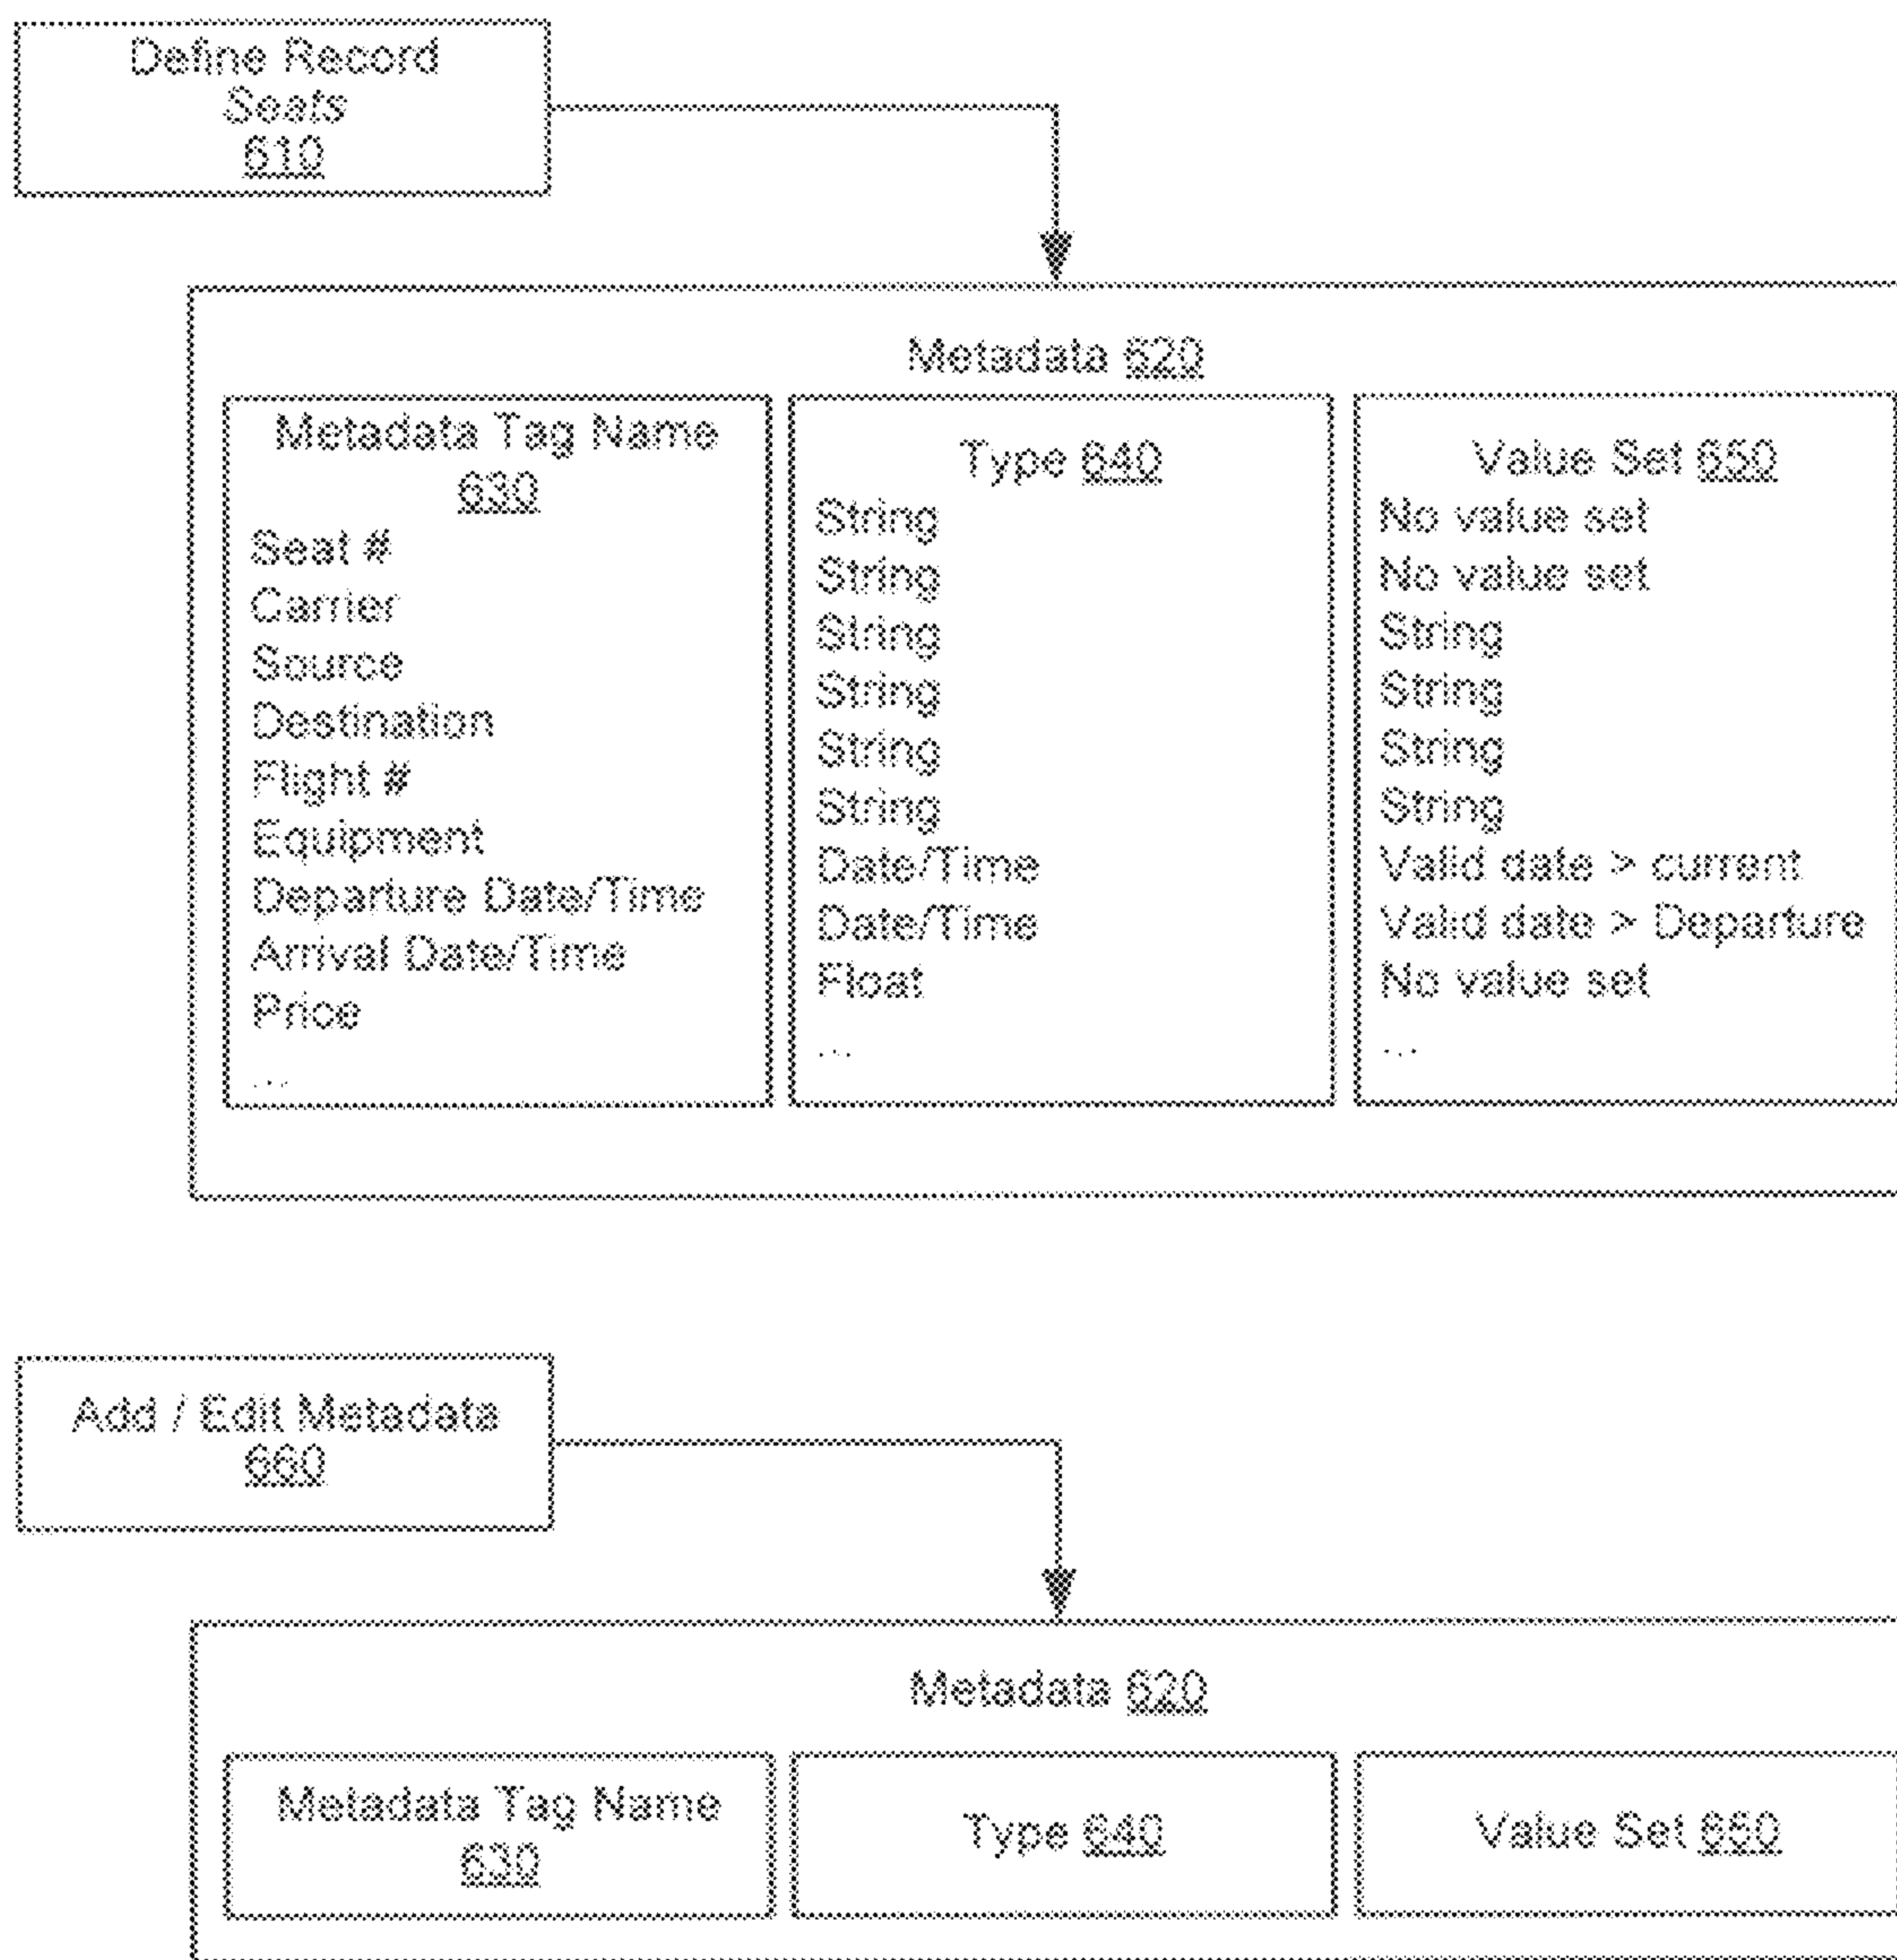 Define Record
Seats
610
Metadata 620
Metadata Tag Name
630
Seat #
Carrier
Source
Destination
Flight #
Equipment
Departure Date/Time
Arrival Date/Time
Price
...
Type 640
String
String
String
String
String
String
Date/Time
Date/Time
Float
...
Value Set 650
No value set
No value set
String
String
String
String
Valid date > current
Valid date > Departure
No value set
...
Add / Edit Metadata
660
Metadata 620
Metadata Tag Name
630
Type 640
Value Set 650